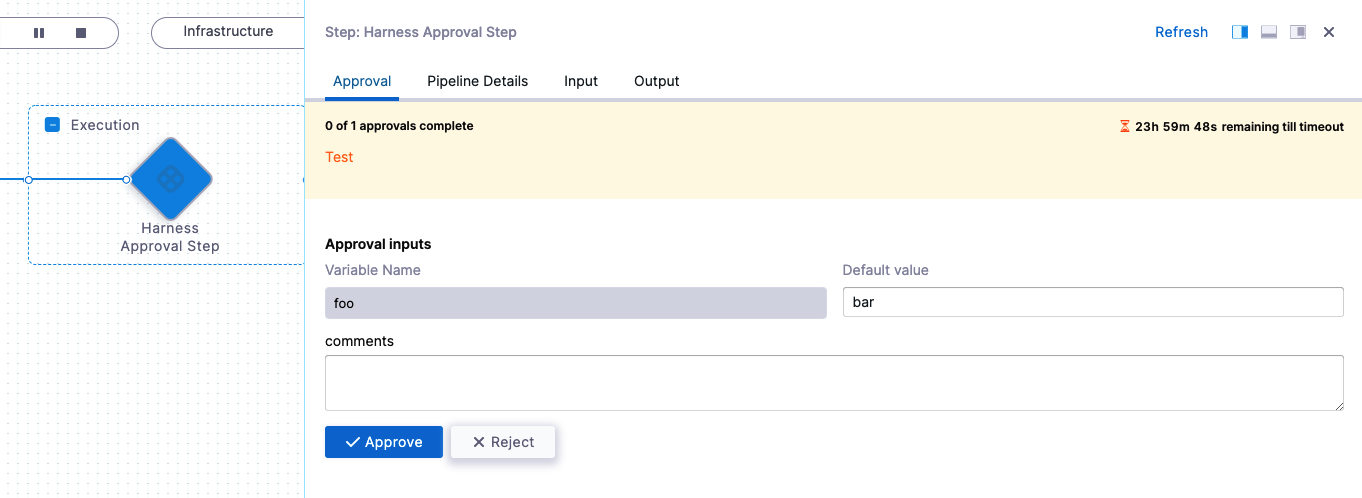 Infrastructure
Execution
Harness
Approval Step
Step: Harness Approval Step
Refresh
Approval
Pipeline Details
Input
Output
0 of 1 approvals complete
23h 59m 48s remaining till timeout
Test
Approval inputs
Variable Name
Default value
foo
bar
comments
Approve
Reject